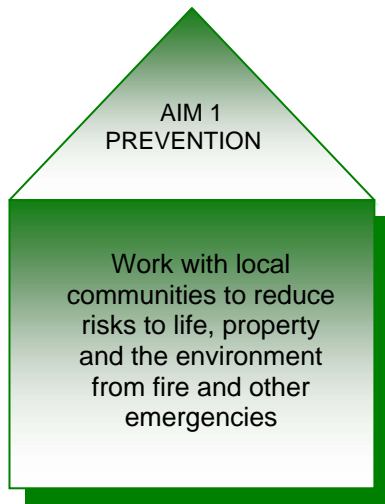 AIM 1
PREVENTION
Work with local
communities to reduce
risks to life, property
and the environment
from fire and other
emergencies